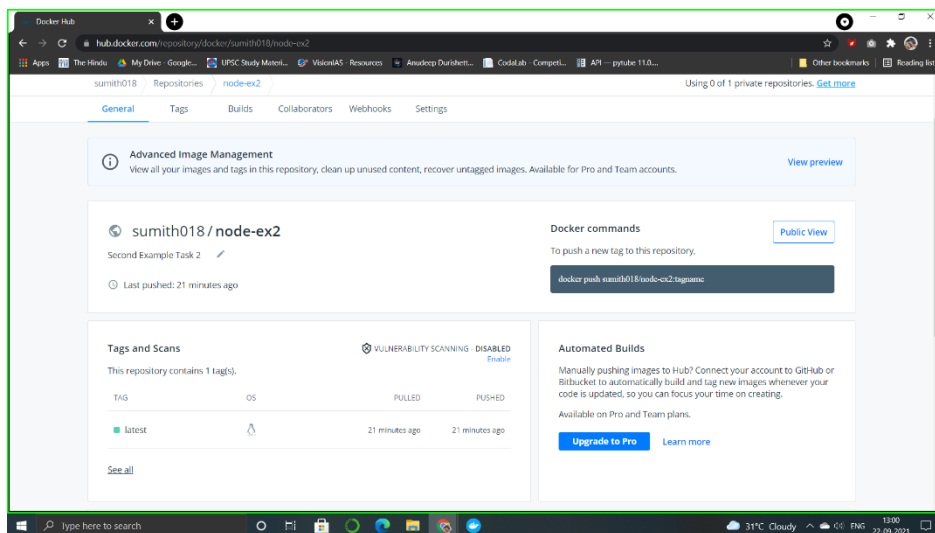 Docker Hub
hub.docker.com/repository/docker/sumith018/node-ex2
Apps The Hindu My Drive - Google... UPSC Study Materi... VisionIAS - Resources Anudeep Durishett... CodaLab - Competi... API — pytube 11.0.... Other bookmarks Reading list
sumith018 Repositories node-ex2 Using 0 of 1 private repositories. Get more
General Tags Builds Collaborators Webhooks Settings
Advanced Image Management
View all your images and tags in this repository, clean up unused content, recover untagged images. Available for Pro and Team accounts.
View preview
sumith018 / node-ex2
Second Example Task 2
Last pushed: 21 minutes ago
Docker commands
Public View
To push a new tag to this repository,
docker push sumith018/node-ex2:tagname
Tags and Scans
VULNERABILITY SCANNING - DISABLED
Enable
This repository contains 1 tag(s).
TAG OS PULLED PUSHED
latest 21 minutes ago 21 minutes ago
See all
Automated Builds
Manually pushing images to Hub? Connect your account to GitHub or
Bitbucket to automatically build and tag new images whenever your
code is updated, so you can focus your time on creating.
Available on Pro and Team plans.
Upgrade to Pro Learn more
Type here to search
31°C Cloudy ENG 13:00
22-09-2021